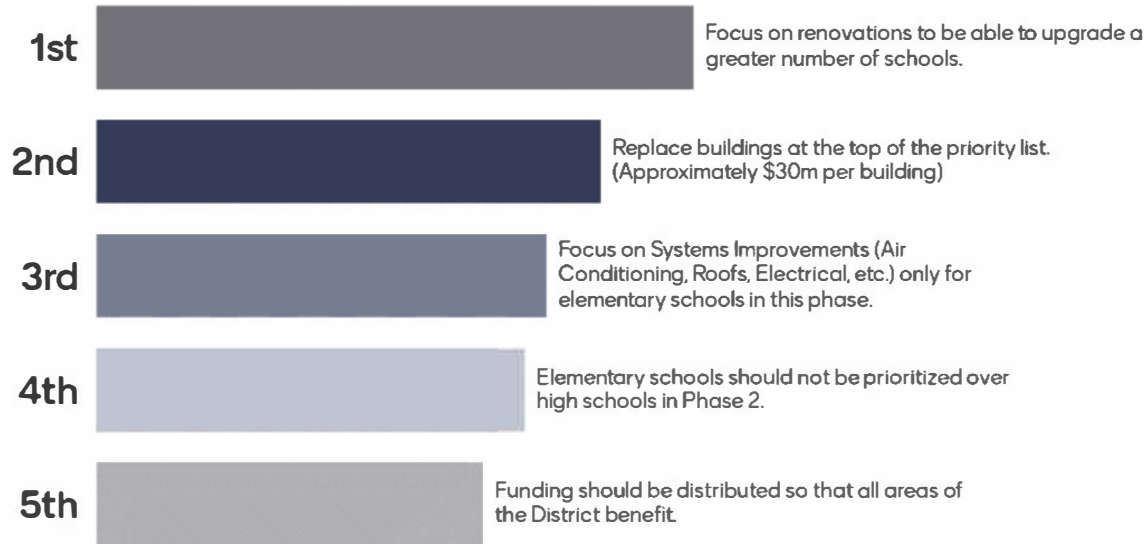 1st
Focus on renovations to be able to upgrade a
greater number of schools.
2nd
Replace buildings at the top of the priority list.
(Approximately $30m per building)
3rd
Focus on Systems Improvements (Air
Conditioning, Roofs, Electrical, etc.) only for
elementary schools in this phase.
4th
Elementary schools should not be prioritized over
high schools in Phase 2.
5th
Funding should be distributed so that all areas of
the District benefit.